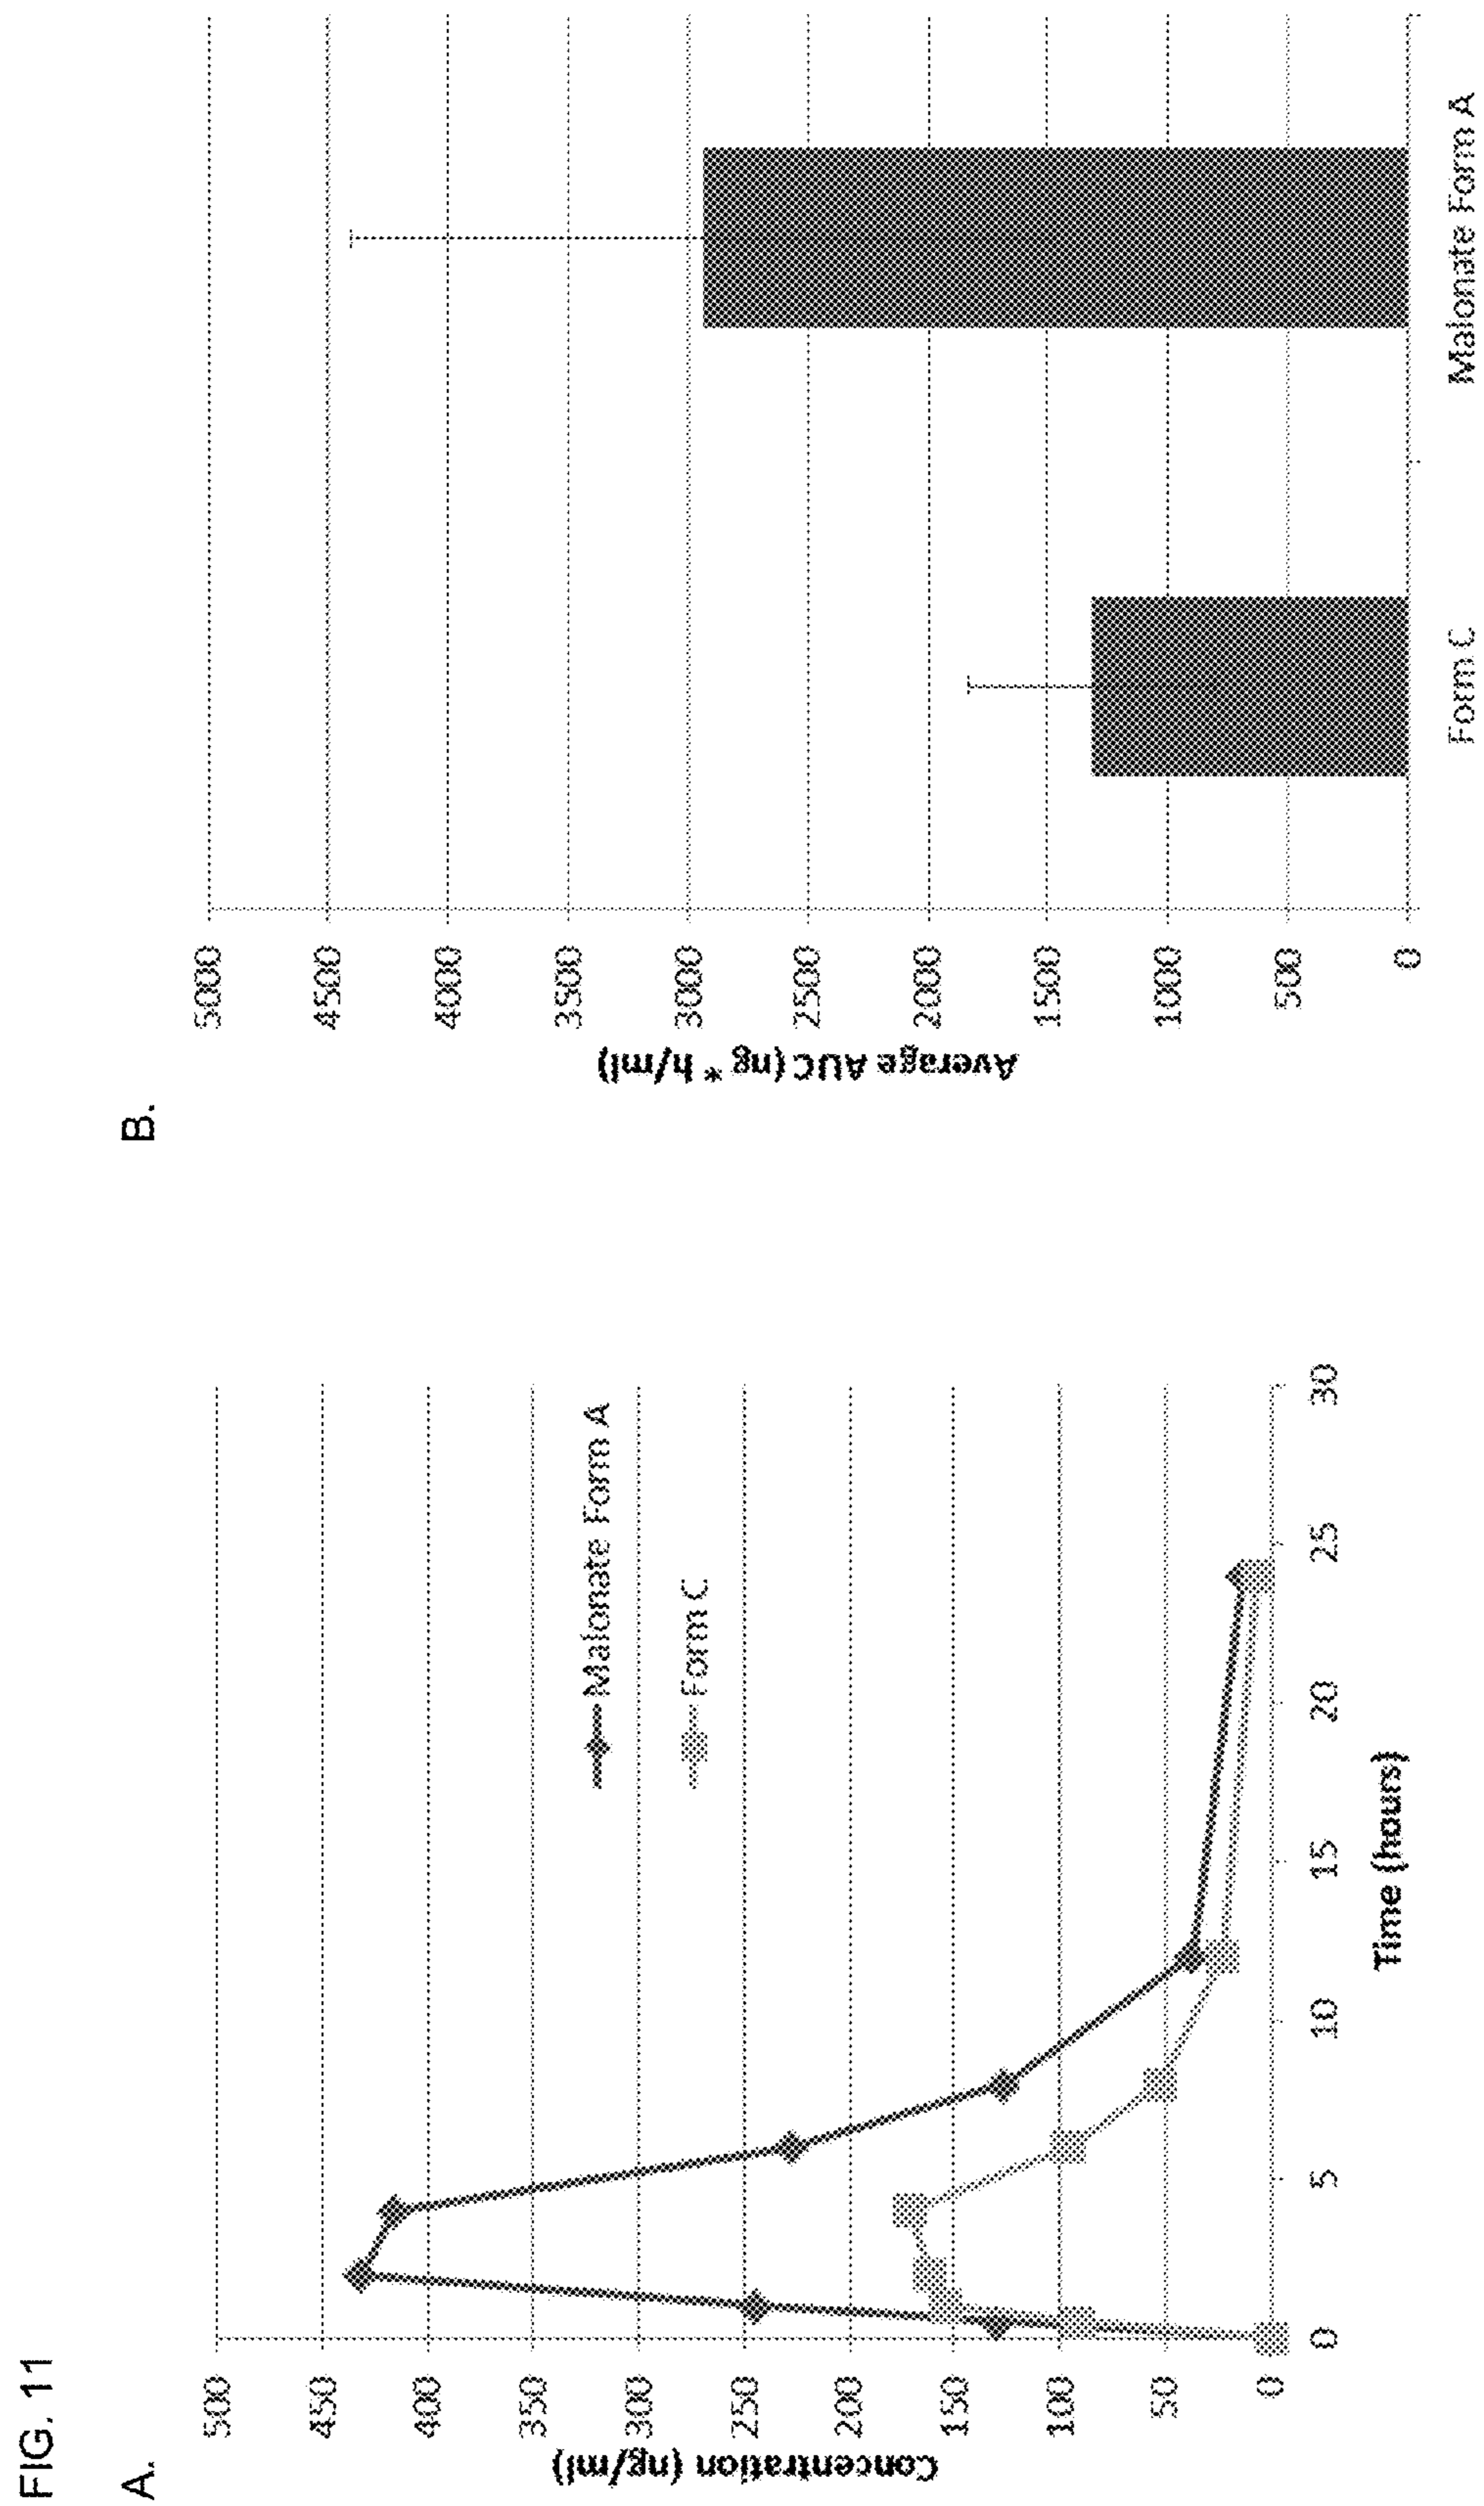 FIG. 11
A.
Concentration (ng/ml)
500
450
400
350
300
250
200
150
100
50
0
Malonate Form A
Form C
0 5 10 15 20 25 30
Time (hours)
B.
Average AUC (ng * h/ml)
5000
4500
4000
3500
3000
2500
2000
1500
1000
500
0
Form C Malonate Form A